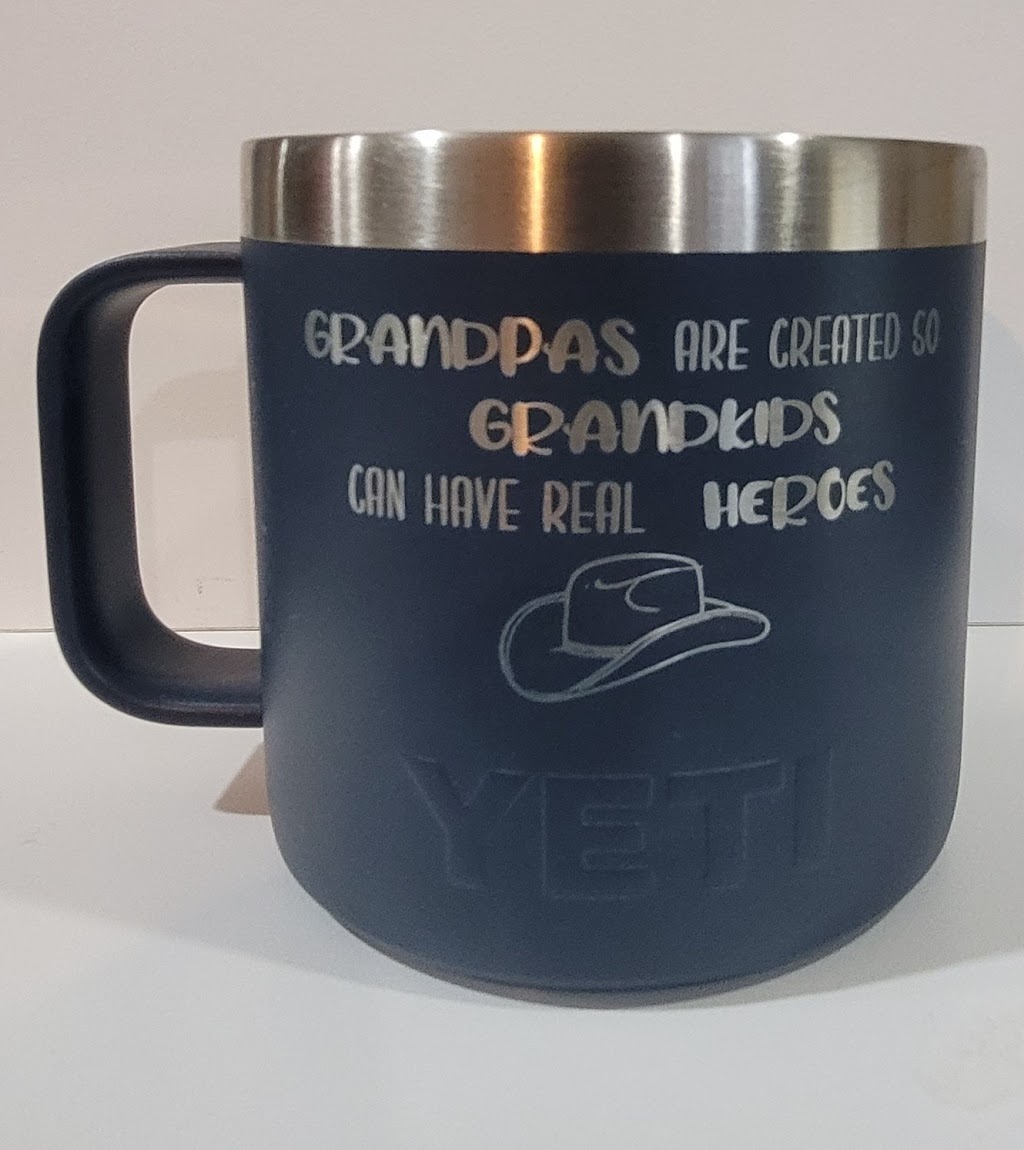 GRANDPAS ARE CREATED SO
GRANDKIDS
CAN HAVE REAL HEROES
YETI